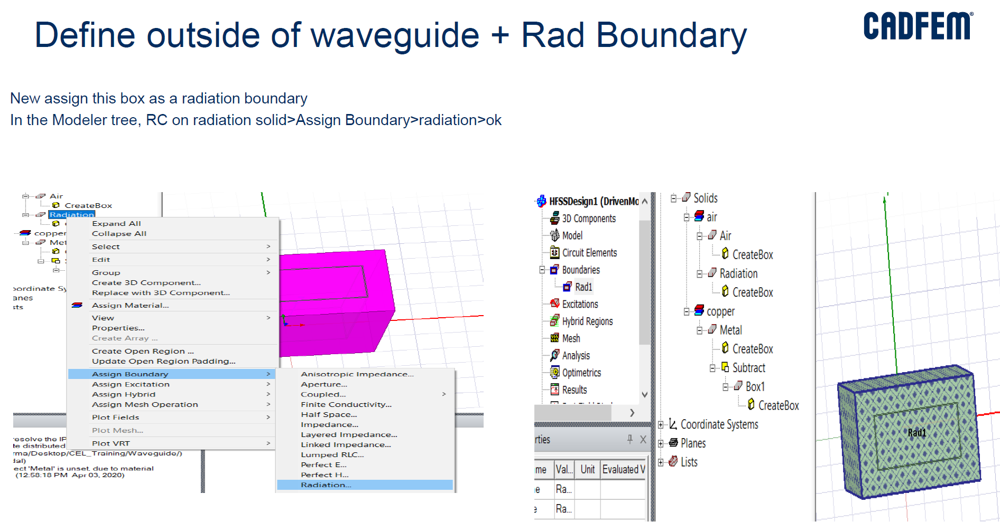 Define outside of waveguide + Rad Boundary
CADFEM®
New assign this box as a radiation boundary
In the Modeler tree, RC on radiation solid>Assign Boundary>radiation>ok
Air
CreateBox
Radiation
copper
Met
oordinate Sy
anes
sts
Expand All
Collapse All
Select >
Edit >
Group >
Create 3D Component...
Replace with 3D Component...
Assign Material...
View >
Properties...
Create Array ...
Create Open Region ...
Update Open Region Padding...
Assign Boundary >
Assign Excitation >
Assign Hybrid >
Assign Mesh Operation >
Plot Fields >
Plot Mesh...
Plot VRT >
Anisotropic Impedance...
Aperture...
Coupled... >
Finite Conductivity...
Half Space...
Impedance...
Layered Impedance...
Linked Impedance...
Lumped RLC...
Perfect E...
Perfect H...
Radiation...
resolve the IP
te distributed
rma/Desktop/CEL_Training/Waveguide/)
dal)
ect 'Metal' is unset, due to material
(12:58:18 PM Apr 03, 2020)
HFSSDesign1 (DrivenMo
3D Components
Model
Circuit Elements
Boundaries
Rad1
Excitations
Hybrid Regions
Mesh
Analysis
Optimetrics
Results
rties
me Val... Unit Evaluated V
e Ra...
e Ra...
Solids
air
Air
CreateBox
Radiation
CreateBox
copper
Metal
CreateBox
Subtract
Box1
CreateBox
Coordinate Systems
Planes
Lists
Rad1